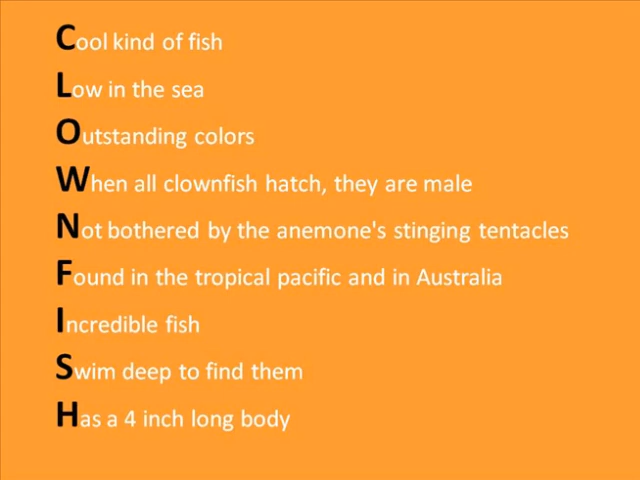 Cool kind of fish
Low in the sea
Outstanding colors
When all clownfish hatch, they are male
Not bothered by the anemone's stinging tentacles
Found in the tropical pacific and in Australia
Incredible fish
Swim deep to find them
Has a 4 inch long body